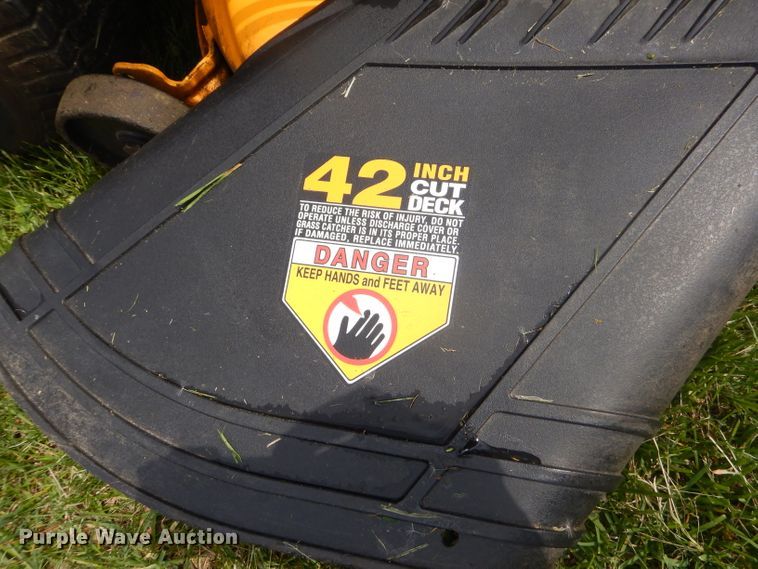 42 INCH
CUT
DECK
TO REDUCE THE RISK OF INJURY, DO NOT
OPERATE UNLESS DISCHARGE COVER OR
GRASS CATCHER IS IN ITS PROPER PLACE.
IF DAMAGED, REPLACE IMMEDIATELY.
DANGER
KEEP HANDS and FEET AWAY
Purple Wave Auction